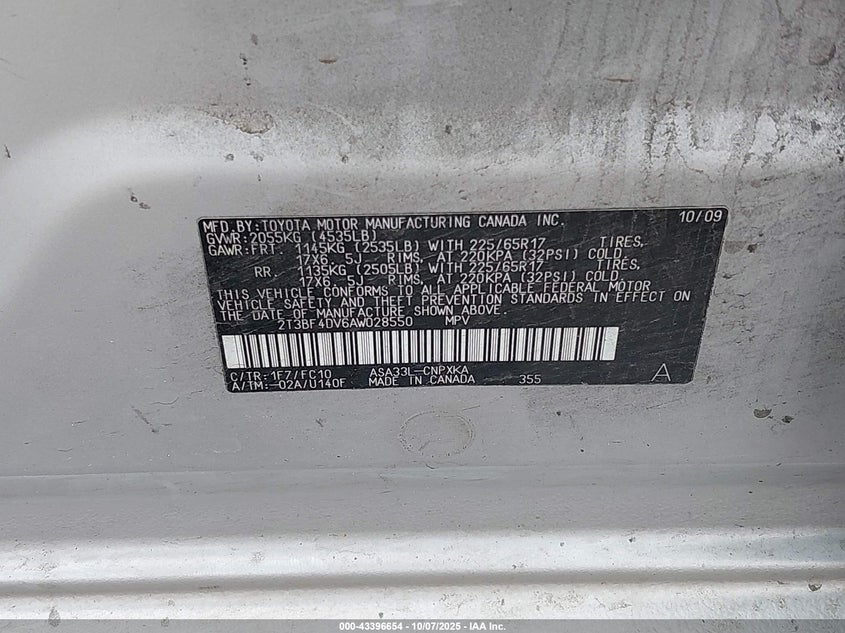 MFD.BY:TOYOTA MOTOR MANUFACTURING CANADA INC. 10/09
GVWR:2055KG (4535LB)
GAWR:FRT. 1145KG (2535LB) WITH 225/65R17 TIRES,
17X6. 5J RIMS, AT 220KPA (32PSI) COLD.
RR. 1135KG (2505LB) WITH 225/65R17 TIRES,
17X6. 5J RIMS, AT 220KPA (32PSI) COLD.
THIS VEHICLE CONFORMS TO ALL APPLICABLE FEDERAL MOTOR
VEHICLE SAFETY AND THEFT PREVENTION STANDARDS IN EFFECT ON
THE DATE OF MANUFACTURE SHOWN ABOVE.
2T3BF4DV6AW028550 MPV
C/TR:1F7/FC10 ASA33L-CNPXKA
A/TM:-02A/U140F MADE IN CANADA 355 A
000-43396654 - 10/07/2025 - IAA Inc.